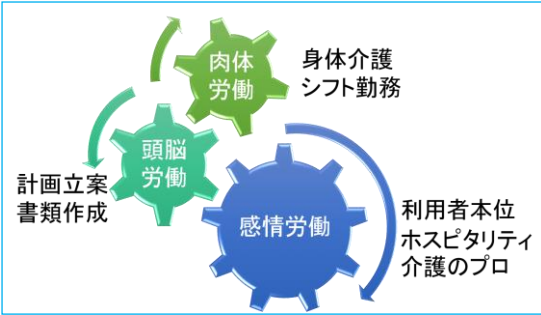 肉体
労働
身体介護
シフト勤務
頭脳
労働
計画立案
書類作成
感情労働
利用者本位
ホスピタリティ
介護のプロ